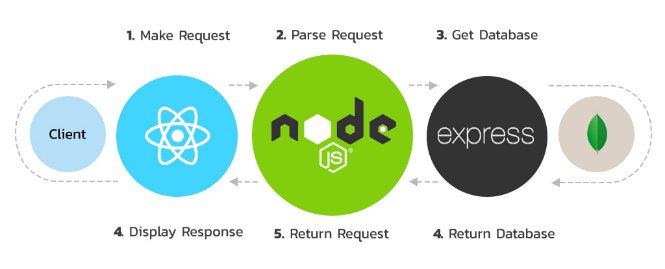 1. Make Request
2. Parse Request
3. Get Database
Client
node
JS
express
4. Display Response
5. Return Request
4. Return Database